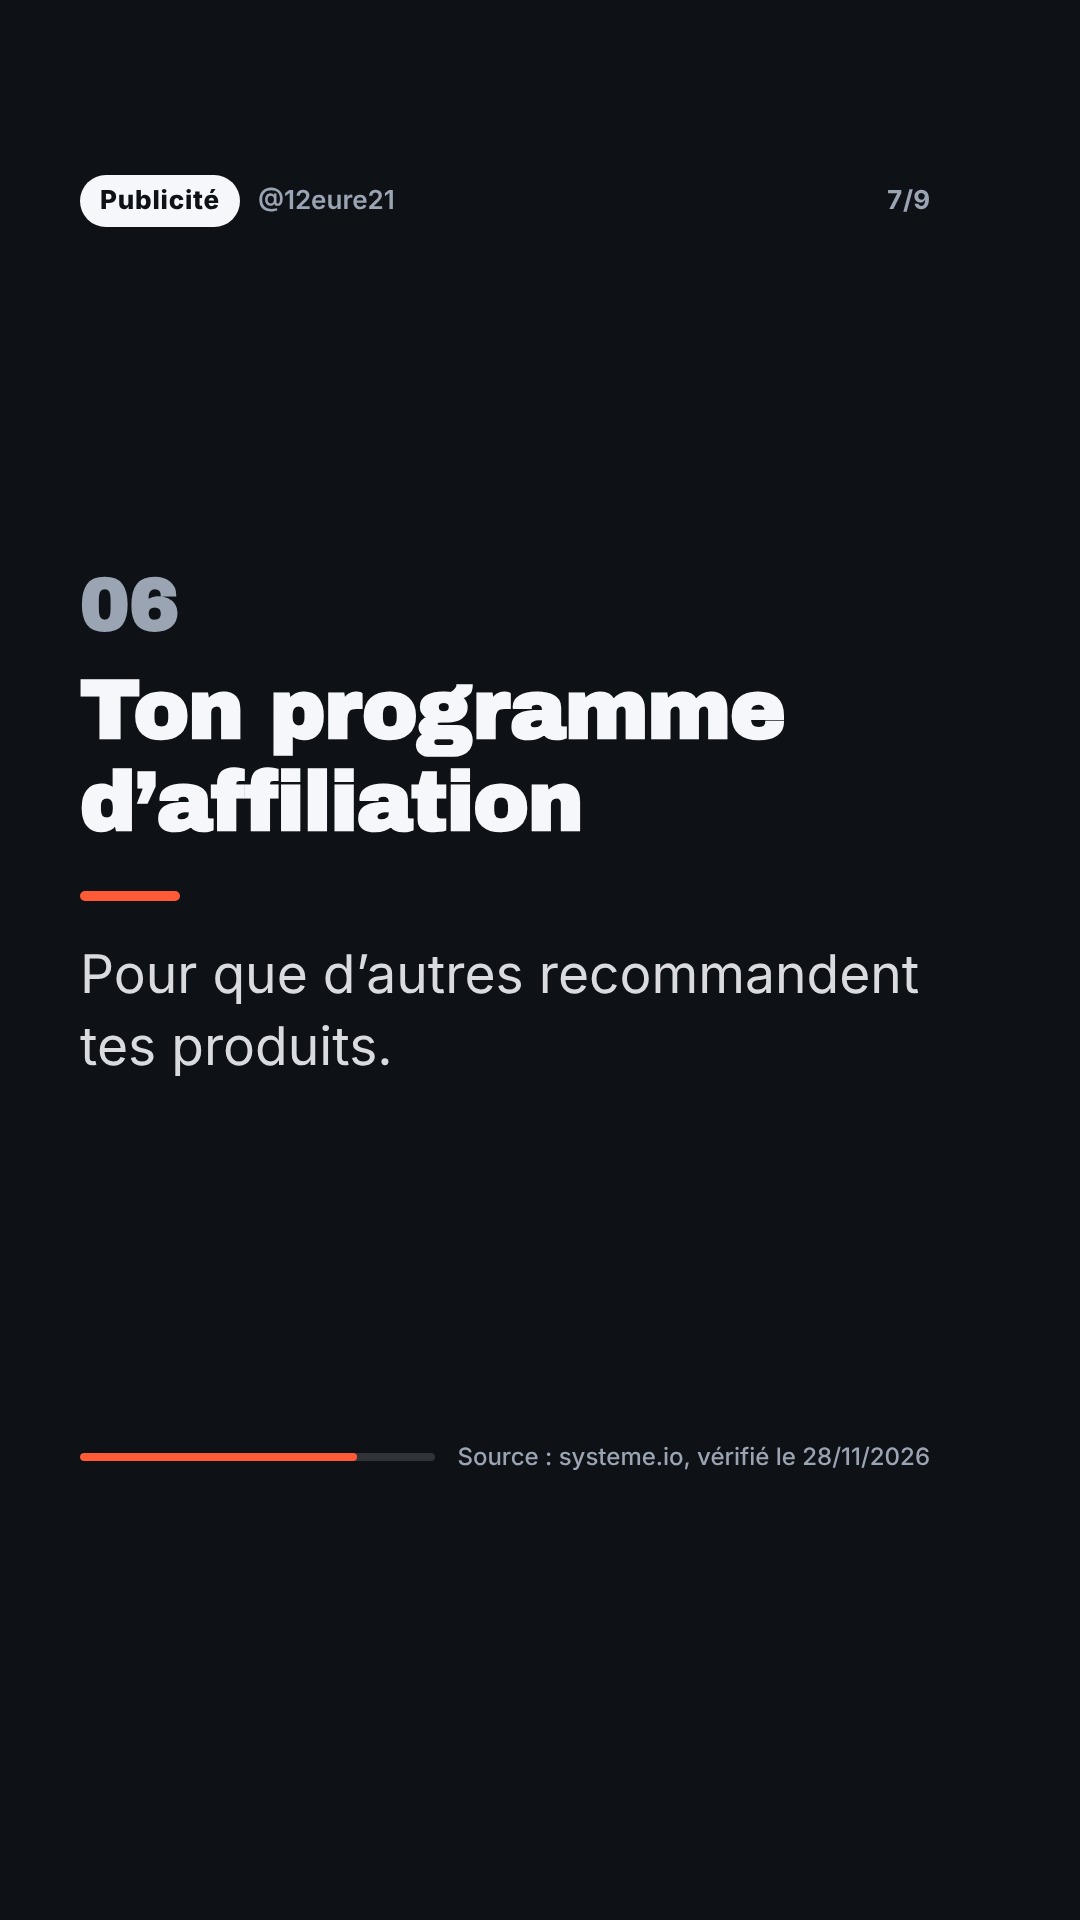 Publicité @12eure21 7/9
06
Ton programme
d’affiliation
Pour que d’autres recommandent
tes produits.
Source : systeme.io, vérifié le 28/11/2026